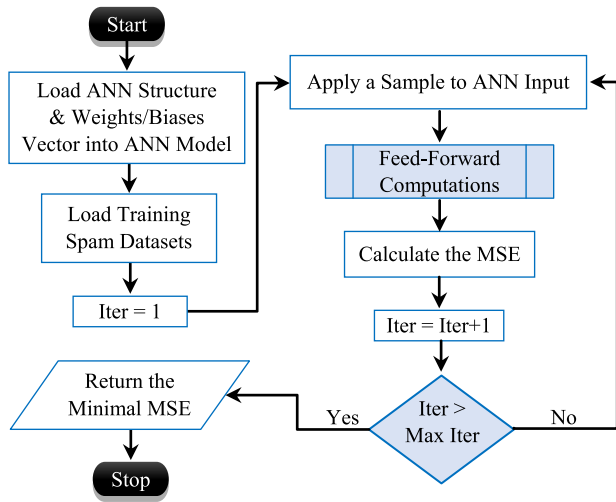 Start
Load ANN Structure
& Weights/Biases
Vector into ANN Model
Load Training
Spam Datasets
Iter = 1
Apply a Sample to ANN Input
Feed-Forward
Computations
Calculate the MSE
Iter = Iter+1
Iter >
Max Iter
Yes
No
Return the
Minimal MSE
Stop